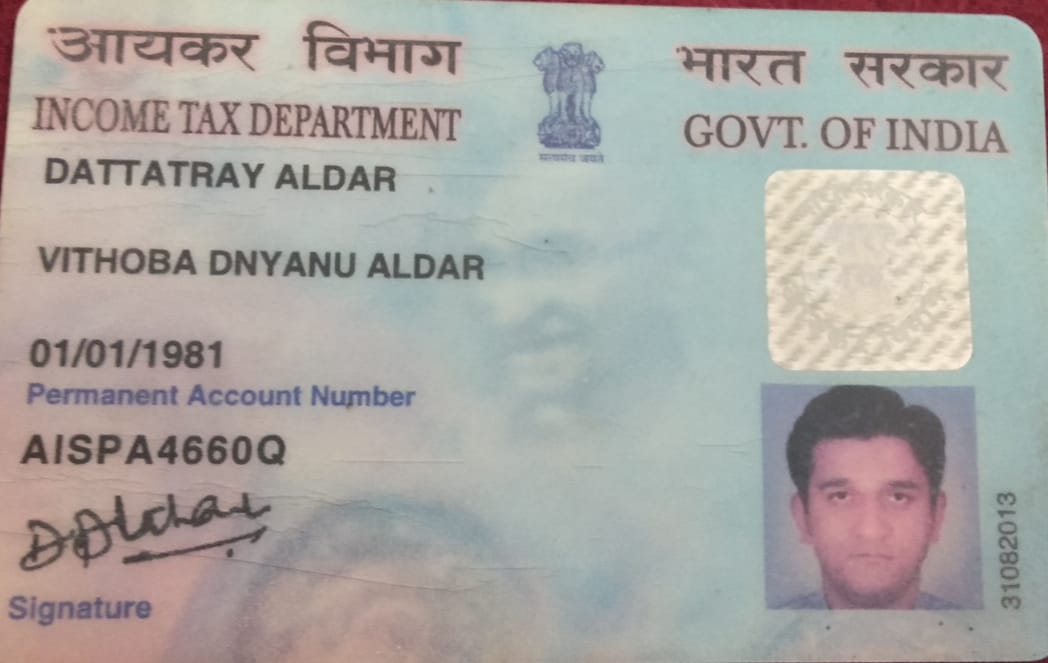 आयकर विभाग
INCOME TAX DEPARTMENT
भारत सरकार
GOVT. OF INDIA
सत्यमेव जयते
DATTATRAY ALDAR
VITHOBA DNYANU ALDAR
01/01/1981
Permanent Account Number
AISPA4660Q
D Aldar
Signature
31082013